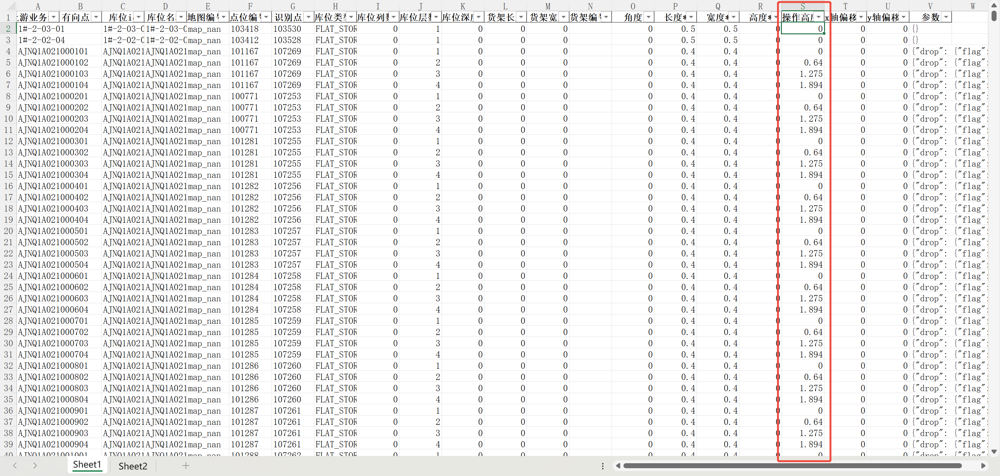 A B C D E F G H I J K L M N O P Q R S T U V W
1 上游业务 有向点 库位i 库位名 地图编号 点位编号 识别点 库位类型 库位列数 库位层数 库位深度 货架长 货架宽 货架编号 角度 长度* 宽度* 高度* 操作高度 x轴偏移 y轴偏移 参数
2 1#-2-03-01 1#-2-03-0 1#-2-03-0 map_nan 103418 103530 FLAT_STOR 0 1 0 0 0 0 0.5 0.5 0 0 0 0 {}
3 1#-2-02-04 1#-2-02-0 1#-2-02-0 map_nan 103412 103528 FLAT_STOR 0 1 0 0 0 0 0.5 0.5 0 0 0 0 {}
4 AJNQ1A021000101 AJNQ1A021 AJNQ1A021 map_nan 101167 107269 FLAT_STOR 0 1 0 0 0 0 0.4 0.4 0 0 0 0 {"drop": {"flag":
5 AJNQ1A021000102 AJNQ1A021 AJNQ1A021 map_nan 101167 107269 FLAT_STOR 0 2 0 0 0 0 0.4 0.4 0 0.64 0 0 {"drop": {"flag":
6 AJNQ1A021000103 AJNQ1A021 AJNQ1A021 map_nan 101167 107269 FLAT_STOR 0 3 0 0 0 0 0.4 0.4 0 1.275 0 0 {"drop": {"flag":
7 AJNQ1A021000104 AJNQ1A021 AJNQ1A021 map_nan 101167 107269 FLAT_STOR 0 4 0 0 0 0 0.4 0.4 0 1.894 0 0 {"drop": {"flag":
8 AJNQ1A021000201 AJNQ1A021 AJNQ1A021 map_nan 100771 107253 FLAT_STOR 0 1 0 0 0 0 0.4 0.4 0 0 0 0 {"drop": {"flag":
9 AJNQ1A021000202 AJNQ1A021 AJNQ1A021 map_nan 100771 107253 FLAT_STOR 0 2 0 0 0 0 0.4 0.4 0 0.64 0 0 {"drop": {"flag":
10 AJNQ1A021000203 AJNQ1A021 AJNQ1A021 map_nan 100771 107253 FLAT_STOR 0 3 0 0 0 0 0.4 0.4 0 1.275 0 0 {"drop": {"flag":
11 AJNQ1A021000204 AJNQ1A021 AJNQ1A021 map_nan 100771 107253 FLAT_STOR 0 4 0 0 0 0 0.4 0.4 0 1.894 0 0 {"drop": {"flag":
12 AJNQ1A021000301 AJNQ1A021 AJNQ1A021 map_nan 101281 107255 FLAT_STOR 0 1 0 0 0 0 0.4 0.4 0 0 0 0 {"drop": {"flag":
13 AJNQ1A021000302 AJNQ1A021 AJNQ1A021 map_nan 101281 107255 FLAT_STOR 0 2 0 0 0 0 0.4 0.4 0 0.64 0 0 {"drop": {"flag":
14 AJNQ1A021000303 AJNQ1A021 AJNQ1A021 map_nan 101281 107255 FLAT_STOR 0 3 0 0 0 0 0.4 0.4 0 1.275 0 0 {"drop": {"flag":
15 AJNQ1A021000304 AJNQ1A021 AJNQ1A021 map_nan 101281 107255 FLAT_STOR 0 4 0 0 0 0 0.4 0.4 0 1.894 0 0 {"drop": {"flag":
16 AJNQ1A021000401 AJNQ1A021 AJNQ1A021 map_nan 101282 107256 FLAT_STOR 0 1 0 0 0 0 0.4 0.4 0 0 0 0 {"drop": {"flag":
17 AJNQ1A021000402 AJNQ1A021 AJNQ1A021 map_nan 101282 107256 FLAT_STOR 0 2 0 0 0 0 0.4 0.4 0 0.64 0 0 {"drop": {"flag":
18 AJNQ1A021000403 AJNQ1A021 AJNQ1A021 map_nan 101282 107256 FLAT_STOR 0 3 0 0 0 0 0.4 0.4 0 1.275 0 0 {"drop": {"flag":
19 AJNQ1A021000404 AJNQ1A021 AJNQ1A021 map_nan 101282 107256 FLAT_STOR 0 4 0 0 0 0 0.4 0.4 0 1.894 0 0 {"drop": {"flag":
20 AJNQ1A021000501 AJNQ1A021 AJNQ1A021 map_nan 101283 107257 FLAT_STOR 0 1 0 0 0 0 0.4 0.4 0 0 0 0 {"drop": {"flag":
21 AJNQ1A021000502 AJNQ1A021 AJNQ1A021 map_nan 101283 107257 FLAT_STOR 0 2 0 0 0 0 0.4 0.4 0 0.64 0 0 {"drop": {"flag":
22 AJNQ1A021000503 AJNQ1A021 AJNQ1A021 map_nan 101283 107257 FLAT_STOR 0 3 0 0 0 0 0.4 0.4 0 1.275 0 0 {"drop": {"flag":
23 AJNQ1A021000504 AJNQ1A021 AJNQ1A021 map_nan 101283 107257 FLAT_STOR 0 4 0 0 0 0 0.4 0.4 0 1.894 0 0 {"drop": {"flag":
24 AJNQ1A021000601 AJNQ1A021 AJNQ1A021 map_nan 101284 107258 FLAT_STOR 0 1 0 0 0 0 0.4 0.4 0 0 0 0 {"drop": {"flag":
25 AJNQ1A021000602 AJNQ1A021 AJNQ1A021 map_nan 101284 107258 FLAT_STOR 0 2 0 0 0 0 0.4 0.4 0 0.64 0 0 {"drop": {"flag":
26 AJNQ1A021000603 AJNQ1A021 AJNQ1A021 map_nan 101284 107258 FLAT_STOR 0 3 0 0 0 0 0.4 0.4 0 1.275 0 0 {"drop": {"flag":
27 AJNQ1A021000604 AJNQ1A021 AJNQ1A021 map_nan 101284 107258 FLAT_STOR 0 4 0 0 0 0 0.4 0.4 0 1.894 0 0 {"drop": {"flag":
28 AJNQ1A021000701 AJNQ1A021 AJNQ1A021 map_nan 101285 107259 FLAT_STOR 0 1 0 0 0 0 0.4 0.4 0 0 0 0 {"drop": {"flag":
29 AJNQ1A021000702 AJNQ1A021 AJNQ1A021 map_nan 101285 107259 FLAT_STOR 0 2 0 0 0 0 0.4 0.4 0 0.64 0 0 {"drop": {"flag":
30 AJNQ1A021000703 AJNQ1A021 AJNQ1A021 map_nan 101285 107259 FLAT_STOR 0 3 0 0 0 0 0.4 0.4 0 1.275 0 0 {"drop": {"flag":
31 AJNQ1A021000704 AJNQ1A021 AJNQ1A021 map_nan 101285 107259 FLAT_STOR 0 4 0 0 0 0 0.4 0.4 0 1.894 0 0 {"drop": {"flag":
32 AJNQ1A021000801 AJNQ1A021 AJNQ1A021 map_nan 101286 107260 FLAT_STOR 0 1 0 0 0 0 0.4 0.4 0 0 0 0 {"drop": {"flag":
33 AJNQ1A021000802 AJNQ1A021 AJNQ1A021 map_nan 101286 107260 FLAT_STOR 0 2 0 0 0 0 0.4 0.4 0 0.64 0 0 {"drop": {"flag":
34 AJNQ1A021000803 AJNQ1A021 AJNQ1A021 map_nan 101286 107260 FLAT_STOR 0 3 0 0 0 0 0.4 0.4 0 1.275 0 0 {"drop": {"flag":
35 AJNQ1A021000804 AJNQ1A021 AJNQ1A021 map_nan 101286 107260 FLAT_STOR 0 4 0 0 0 0 0.4 0.4 0 1.894 0 0 {"drop": {"flag":
36 AJNQ1A021000901 AJNQ1A021 AJNQ1A021 map_nan 101287 107261 FLAT_STOR 0 1 0 0 0 0 0.4 0.4 0 0 0 0 {"drop": {"flag":
37 AJNQ1A021000902 AJNQ1A021 AJNQ1A021 map_nan 101287 107261 FLAT_STOR 0 2 0 0 0 0 0.4 0.4 0 0.64 0 0 {"drop": {"flag":
38 AJNQ1A021000903 AJNQ1A021 AJNQ1A021 map_nan 101287 107261 FLAT_STOR 0 3 0 0 0 0 0.4 0.4 0 1.275 0 0 {"drop": {"flag":
39 AJNQ1A021000904 AJNQ1A021 AJNQ1A021 map_nan 101287 107261 FLAT_STOR 0 4 0 0 0 0 0.4 0.4 0 1.894 0 0 {"drop": {"flag":
40 AJNQ1A021001001 AJNQ1A021 AJNQ1A021 map_nan 101288 107262 FLAT_STOR 0 1 0 0 0 0 0.4 0.4 0 0 0 0 {"drop": {"flag":
Sheet1 Sheet2